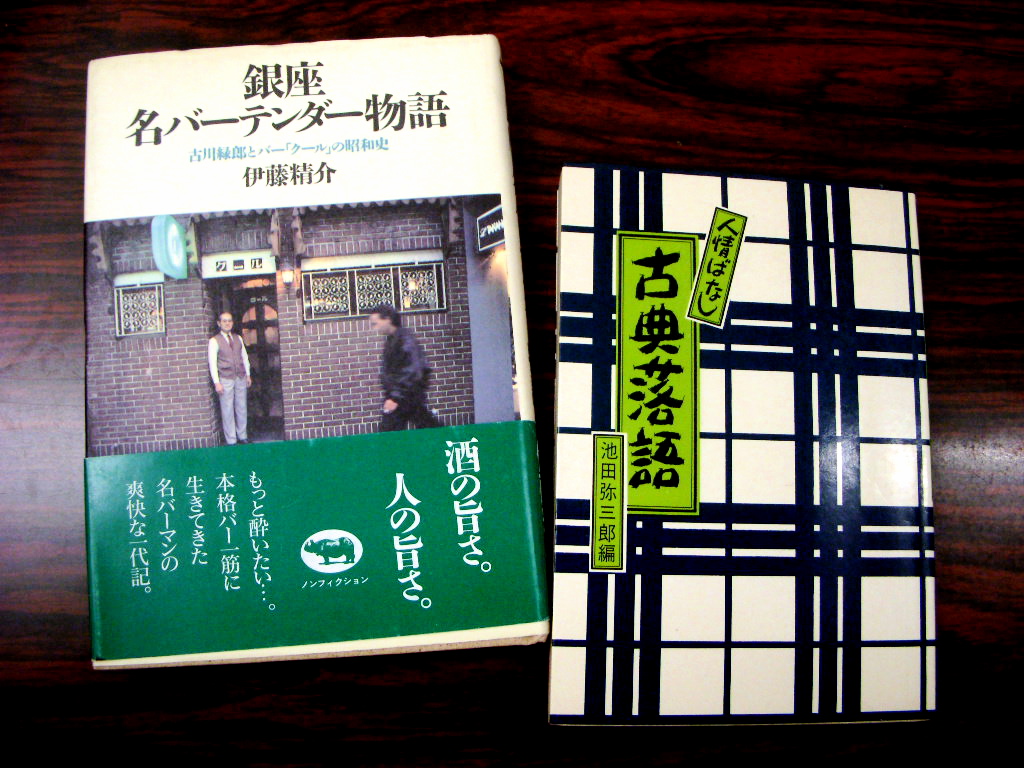 銀座
名バーテンダー物語
古川緑郎とバー「クール」の昭和史
伊藤精介
クール
酒の旨さ。
人の旨さ。
もっと酔いたい…。
本格バー一筋に
生きてきた
名バーマンの
爽快な一代記。
ノンフィクション
人情ばなし
古典落語
池田弥三郎編